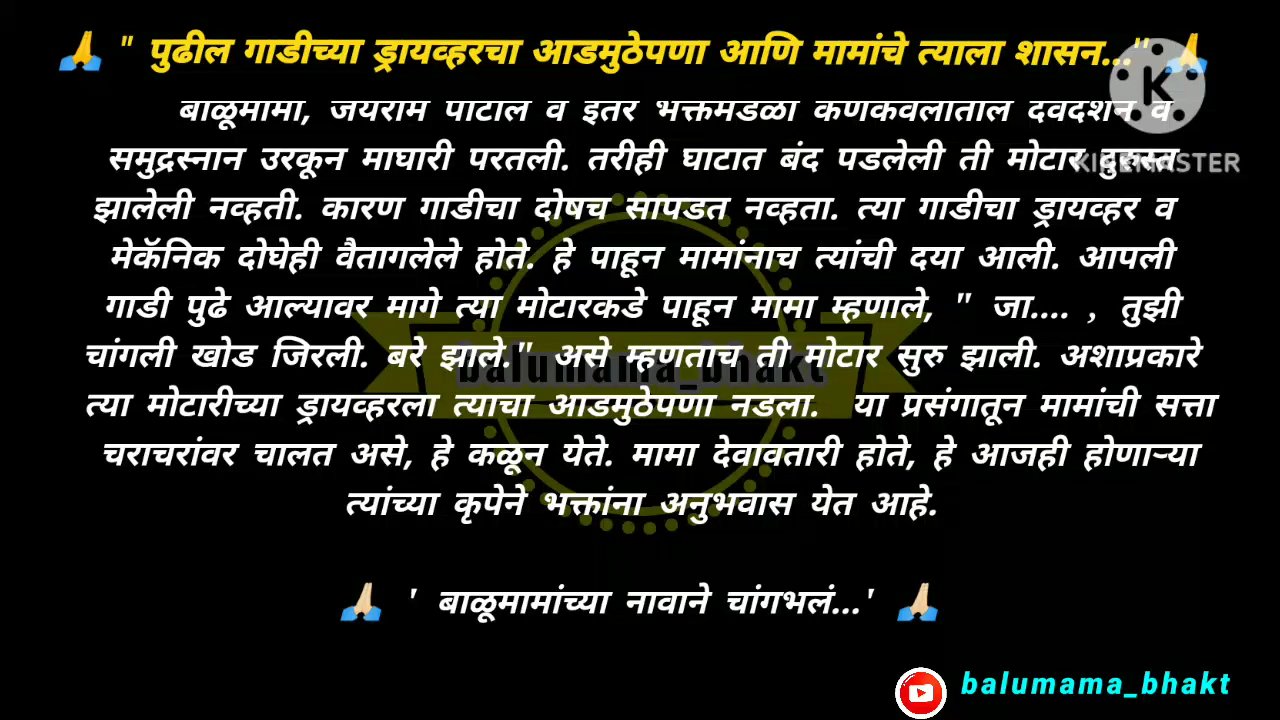 🙏 " पुढील गाडीच्या ड्रायव्हरचा आडमुठेपणा आणि मामांचे त्याला शासन..." 🙏
बाळूमामा, जयराम पाटील व इतर भक्तमंडळी कणकवलीतील देवदर्शन व
समुद्रस्नान उरकून माघारी परतली. तरीही घाटात बंद पडलेली ती मोटार दुरुस्त
KINEMASTER
झालेली नव्हती. कारण गाडीचा दोषच सापडत नव्हता. त्या गाडीचा ड्रायव्हर व
मेकॅनिक दोघेही वैतागलेले होते. हे पाहून मामांनाच त्यांची दया आली. आपली
गाडी पुढे आल्यावर मागे त्या मोटारकडे पाहून मामा म्हणाले, " जा.... , तुझी
चांगली खोड जिरली. बरे झाले." असे म्हणताच ती मोटार सुरु झाली. अशाप्रकारे
balumama_bhakt
त्या मोटारीच्या ड्रायव्हरला त्याचा आडमुठेपणा नडला. या प्रसंगातून मामांची सत्ता
चराचरांवर चालत असे, हे कळून येते. मामा देवावतारी होते, हे आजही होणाऱ्या
त्यांच्या कृपेने भक्तांना अनुभवास येत आहे.
🙏 ' बाळूमामांच्या नावाने चांगभलं...' 🙏
balumama_bhakt